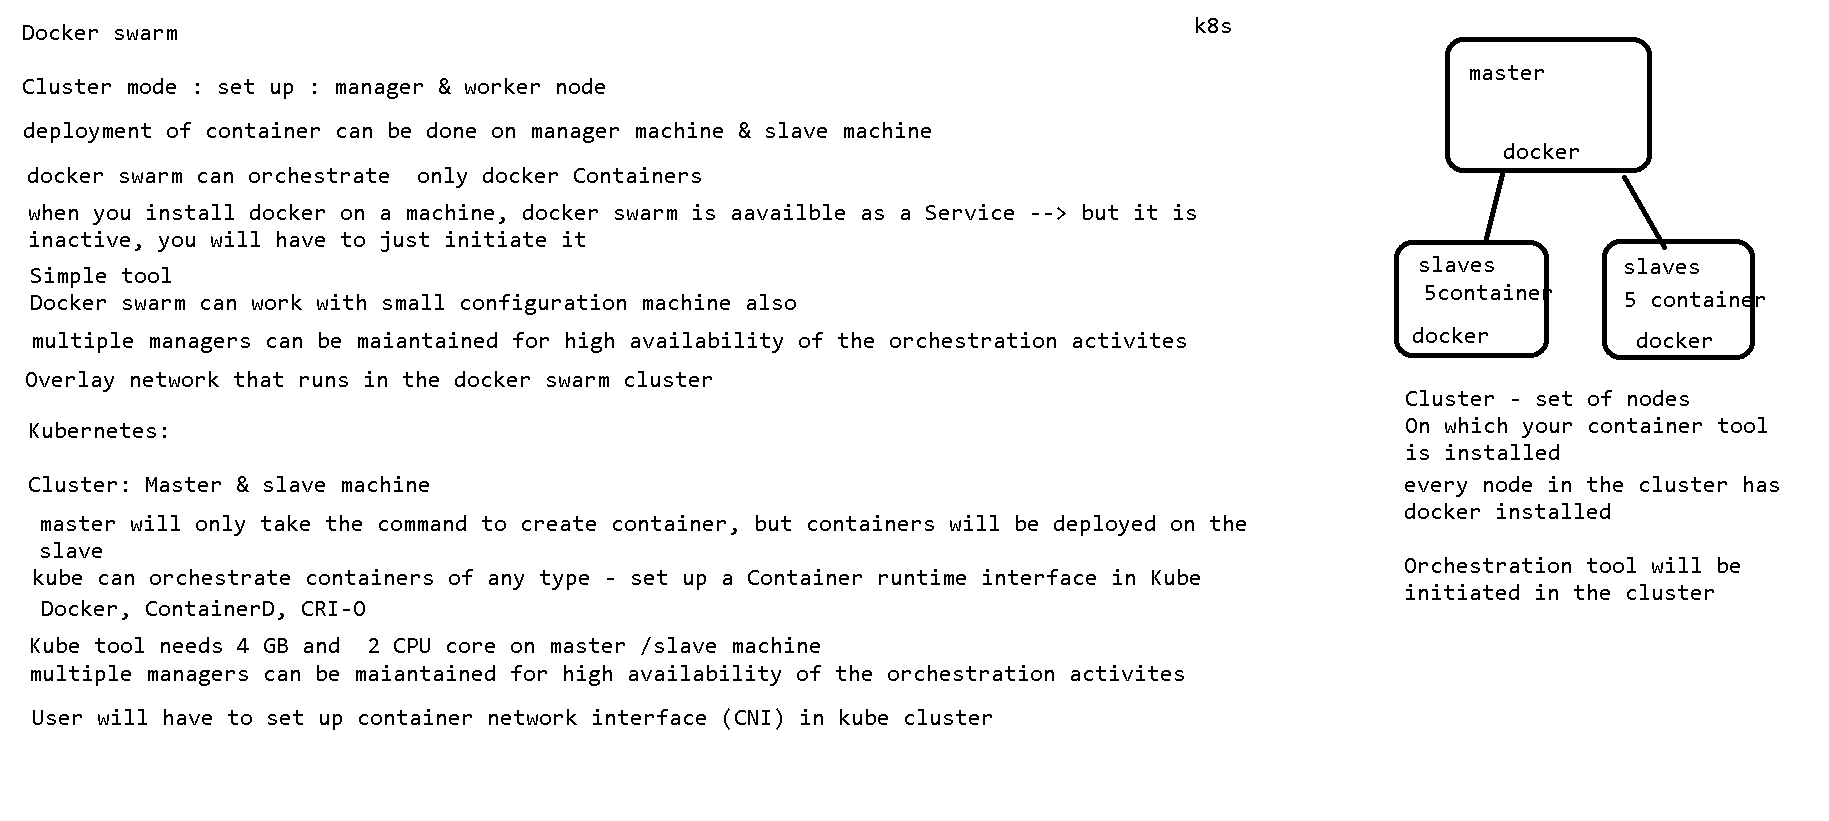 Docker swarm
k8s
Cluster mode : set up : manager & worker node
deployment of container can be done on manager machine & slave machine
docker swarm can orchestrate  only docker Containers
when you install docker on a machine, docker swarm is aavailble as a Service --> but it is
inactive, you will have to just initiate it
Simple tool
Docker swarm can work with small configuration machine also
multiple managers can be maiantained for high availability of the orchestration activites
Overlay network that runs in the docker swarm cluster
Kubernetes:
Cluster: Master & slave machine
master will only take the command to create container, but containers will be deployed on the
slave
kube can orchestrate containers of any type - set up a Container runtime interface in Kube
Docker, ContainerD, CRI-O
Kube tool needs 4 GB and  2 CPU core on master /slave machine
multiple managers can be maiantained for high availability of the orchestration activites
User will have to set up container network interface (CNI) in kube cluster
master
docker
slaves
5container
docker
slaves
5 container
docker
Cluster - set of nodes
On which your container tool
is installed
every node in the cluster has
docker installed
Orchestration tool will be
initiated in the cluster